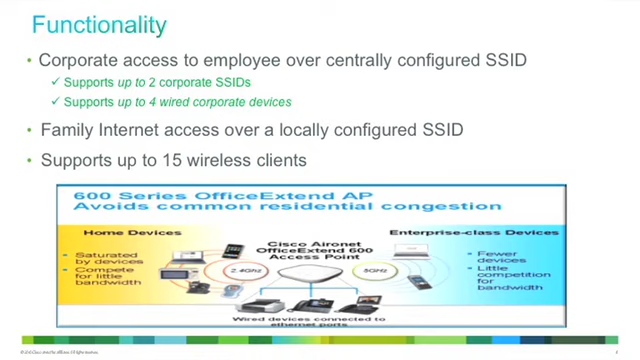 Functionality
• Corporate access to employee over centrally configured SSID
✓ Supports up to 2 corporate SSIDs
✓ Supports up to 4 wired corporate devices
• Family Internet access over a locally configured SSID
• Supports up to 15 wireless clients
600 Series OfficeExtend AP
Avoids common residential congestion
Home Devices
Enterprise-class Devices
Cisco Aironet
OfficeExtend 600
Access Point
• Saturated
by devices
• Compete
for little
bandwidth
2.4GHz
5GHz
• Fewer
devices
• Little
competition for
bandwidth
Wired devices connected to
ethernet ports